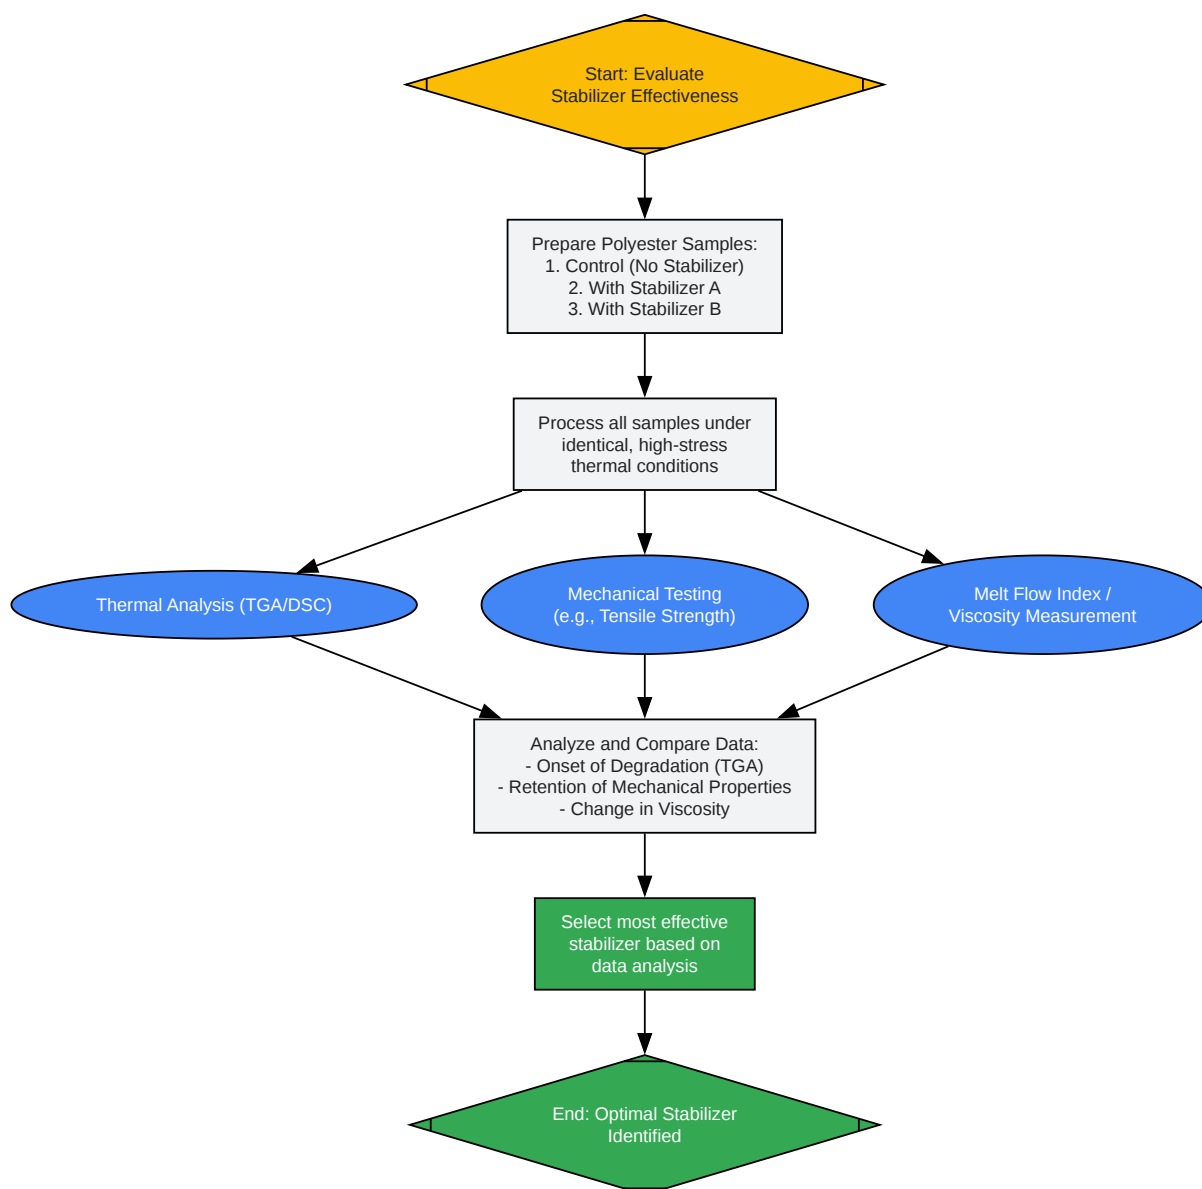 Start: Evaluate
Stabilizer Effectiveness
Prepare Polyester Samples:
1. Control (No Stabilizer)
2. With Stabilizer A
3. With Stabilizer B
Process all samples under
identical, high-stress
thermal conditions
Thermal Analysis (TGA/DSC)
Mechanical Testing
(e.g., Tensile Strength)
Melt Flow Index /
Viscosity Measurement
Analyze and Compare Data:
- Onset of Degradation (TGA)
- Retention of Mechanical Properties
- Change in Viscosity
Select most effective
stabilizer based on
data analysis
End: Optimal Stabilizer
Identified